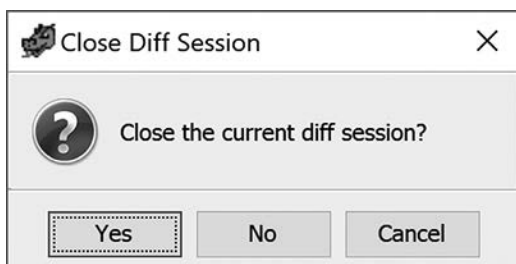 Close Diff Session
Close the current diff session?
Yes No Cancel